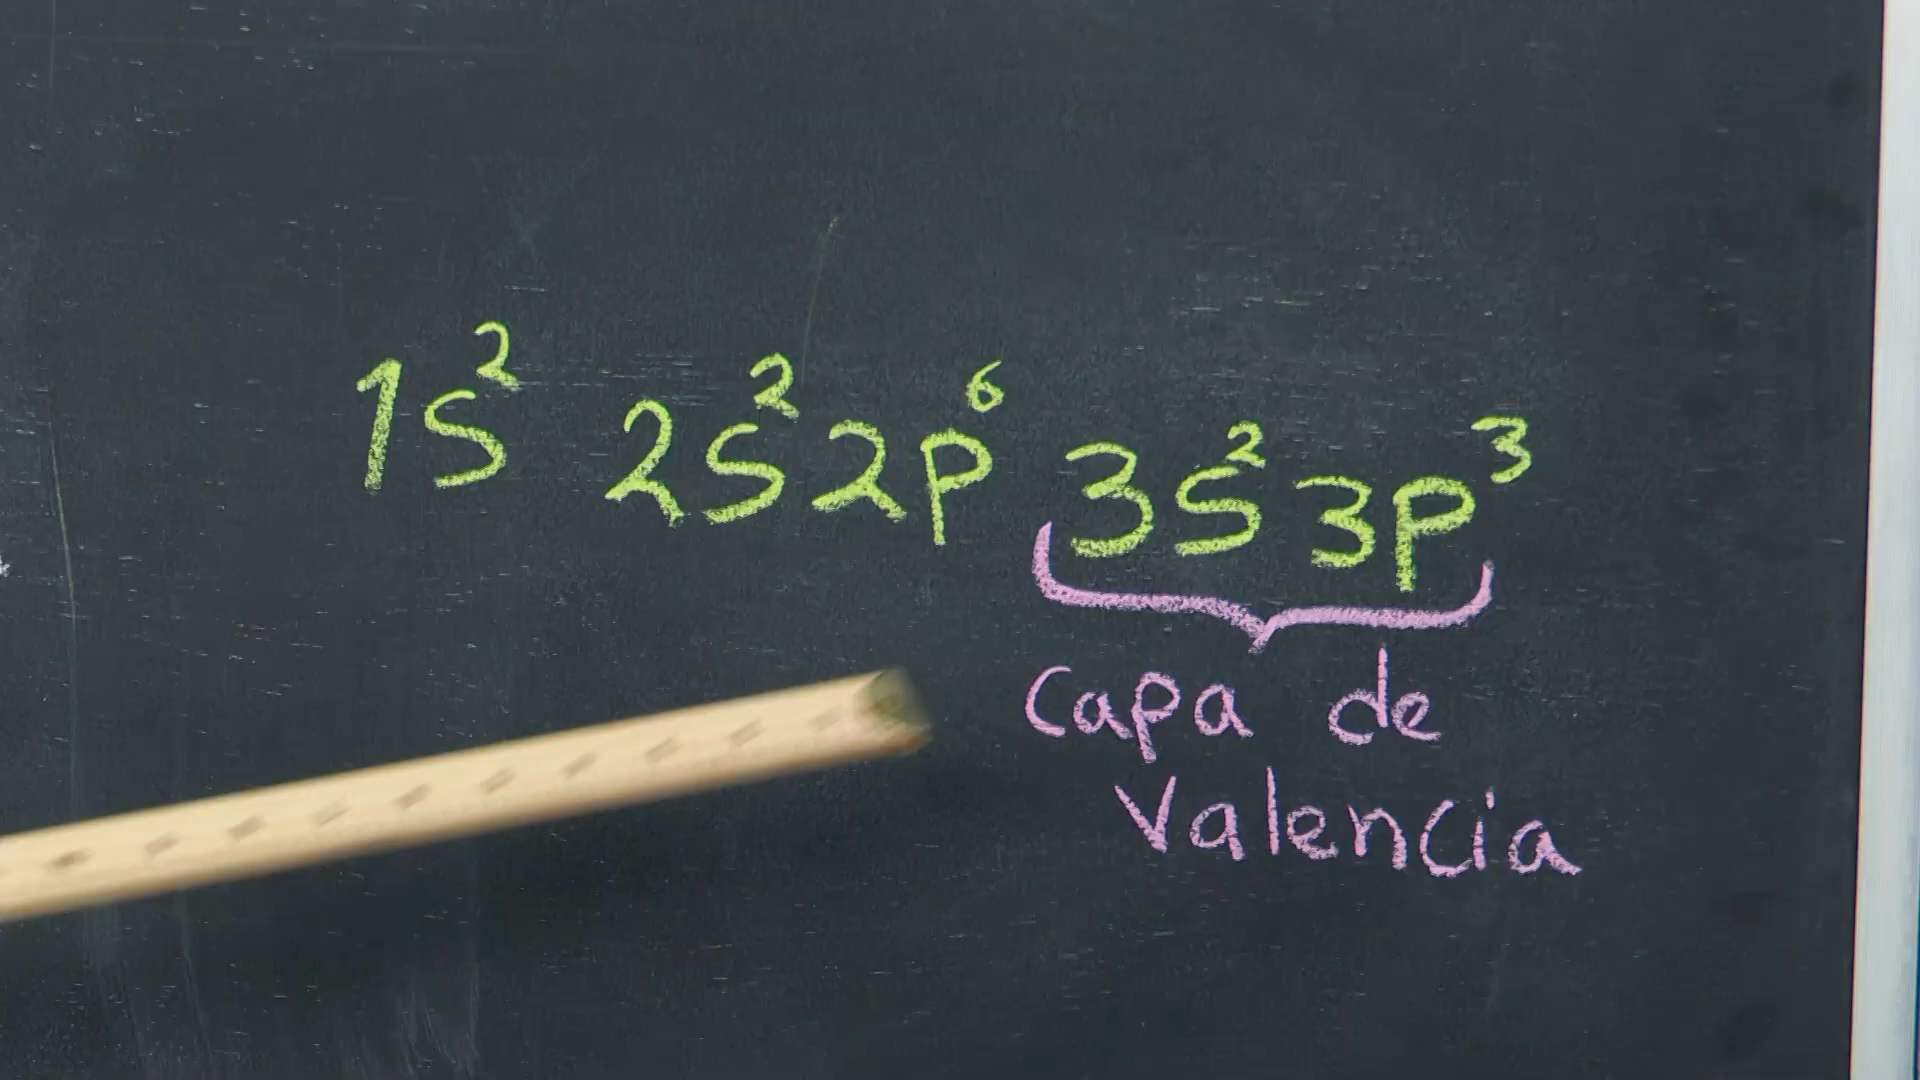 1S² 2S² 2P⁶ 3S² 3P³
Capa de
Valencia